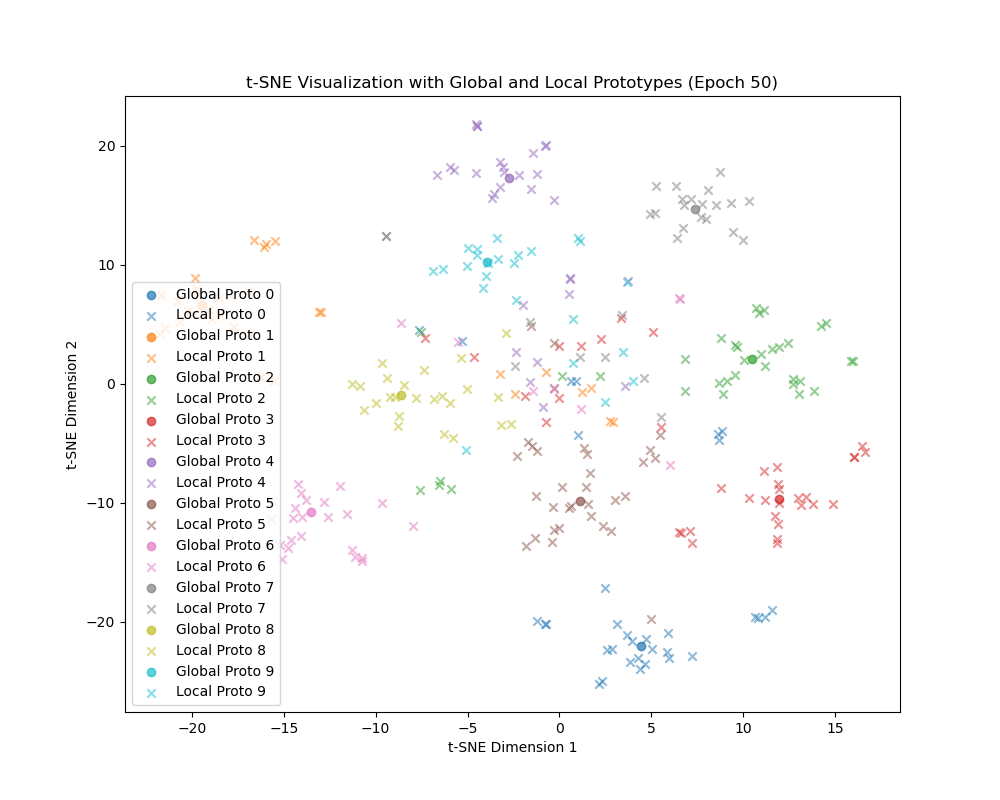 t-SNE Visualization with Global and Local Prototypes (Epoch 50)
20
10
0
−10
−20
t-SNE Dimension 2
Global Proto 0
Local Proto 0
Global Proto 1
Local Proto 1
Global Proto 2
Local Proto 2
Global Proto 3
Local Proto 3
Global Proto 4
Local Proto 4
Global Proto 5
Local Proto 5
Global Proto 6
Local Proto 6
Global Proto 7
Local Proto 7
Global Proto 8
Local Proto 8
Global Proto 9
Local Proto 9
−20 −15 −10 −5 0 5 10 15
t-SNE Dimension 1